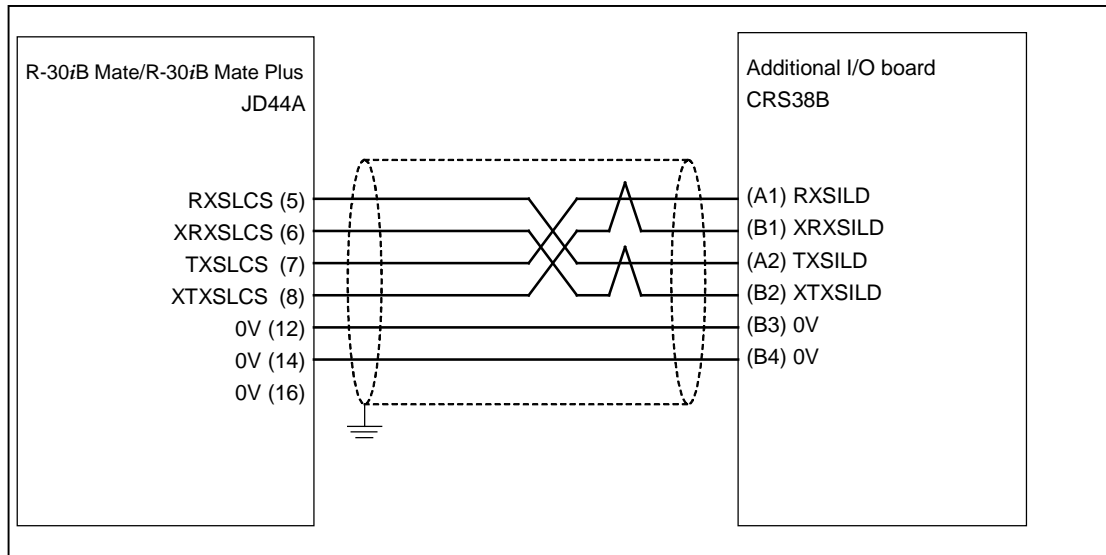 R-30iB Mate/R-30iB Mate Plus
JD44A
RXSLCS (5)
XRXSLCS (6)
TXSLCS (7)
XTXSLCS (8)
0V (12)
0V (14)
0V (16)
Additional I/O board
CRS38B
(A1) RXSILD
(B1) XRXSILD
(A2) TXSILD
(B2) XTXSILD
(B3) 0V
(B4) 0V